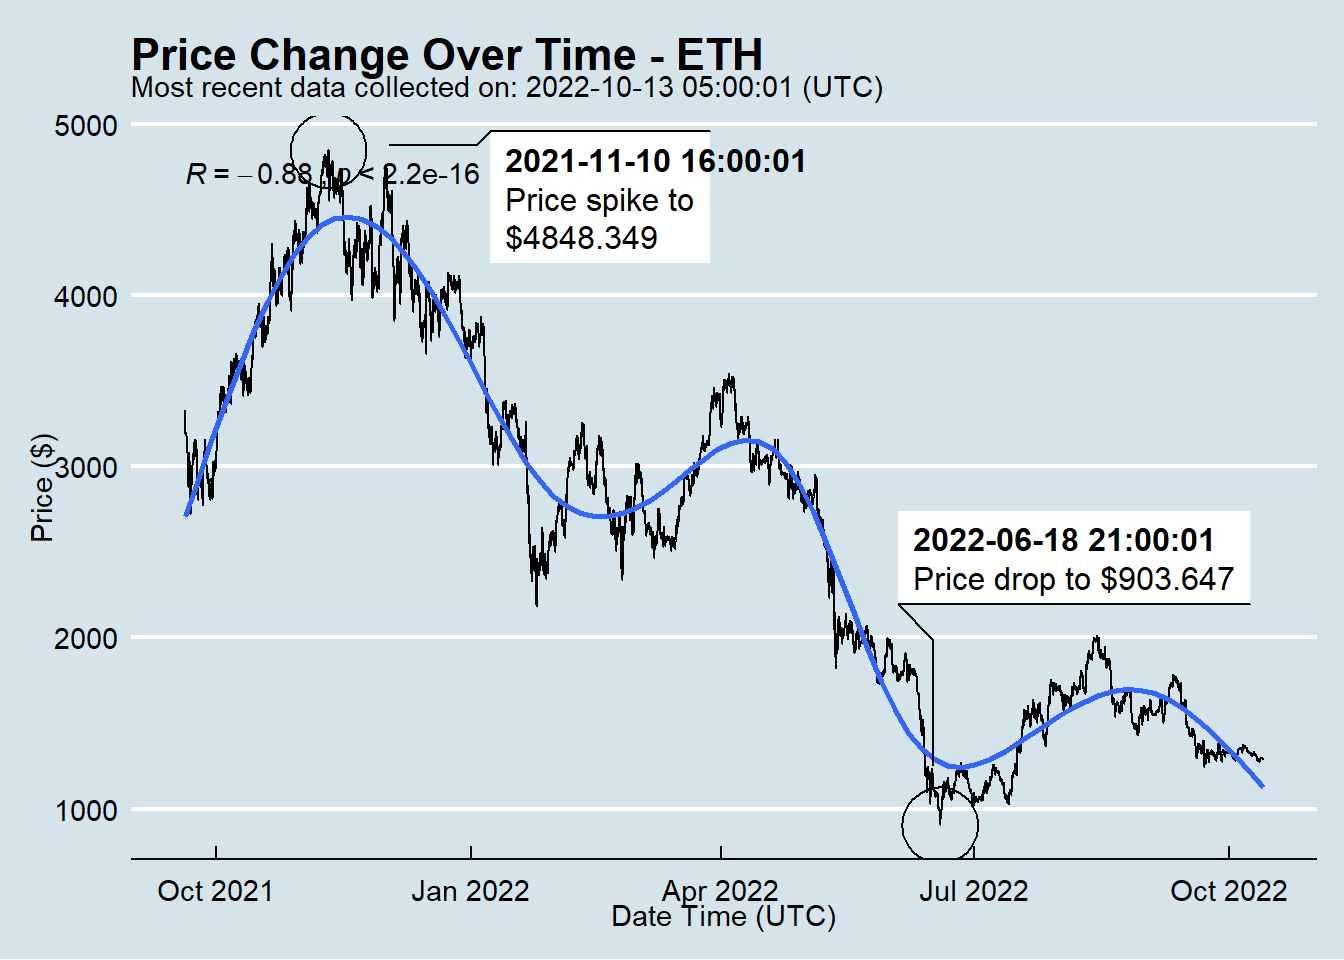 Price Change Over Time - ETH
Most recent data collected on: 2022-10-13 05:00:01 (UTC)
5000
4000
3000
2000
1000
Price ($)
R = −0.88, p < 2.2e-16
2021-11-10 16:00:01
Price spike to
$4848.349
2022-06-18 21:00:01
Price drop to $903.647
Oct 2021
Jan 2022
Apr 2022
Jul 2022
Oct 2022
Date Time (UTC)